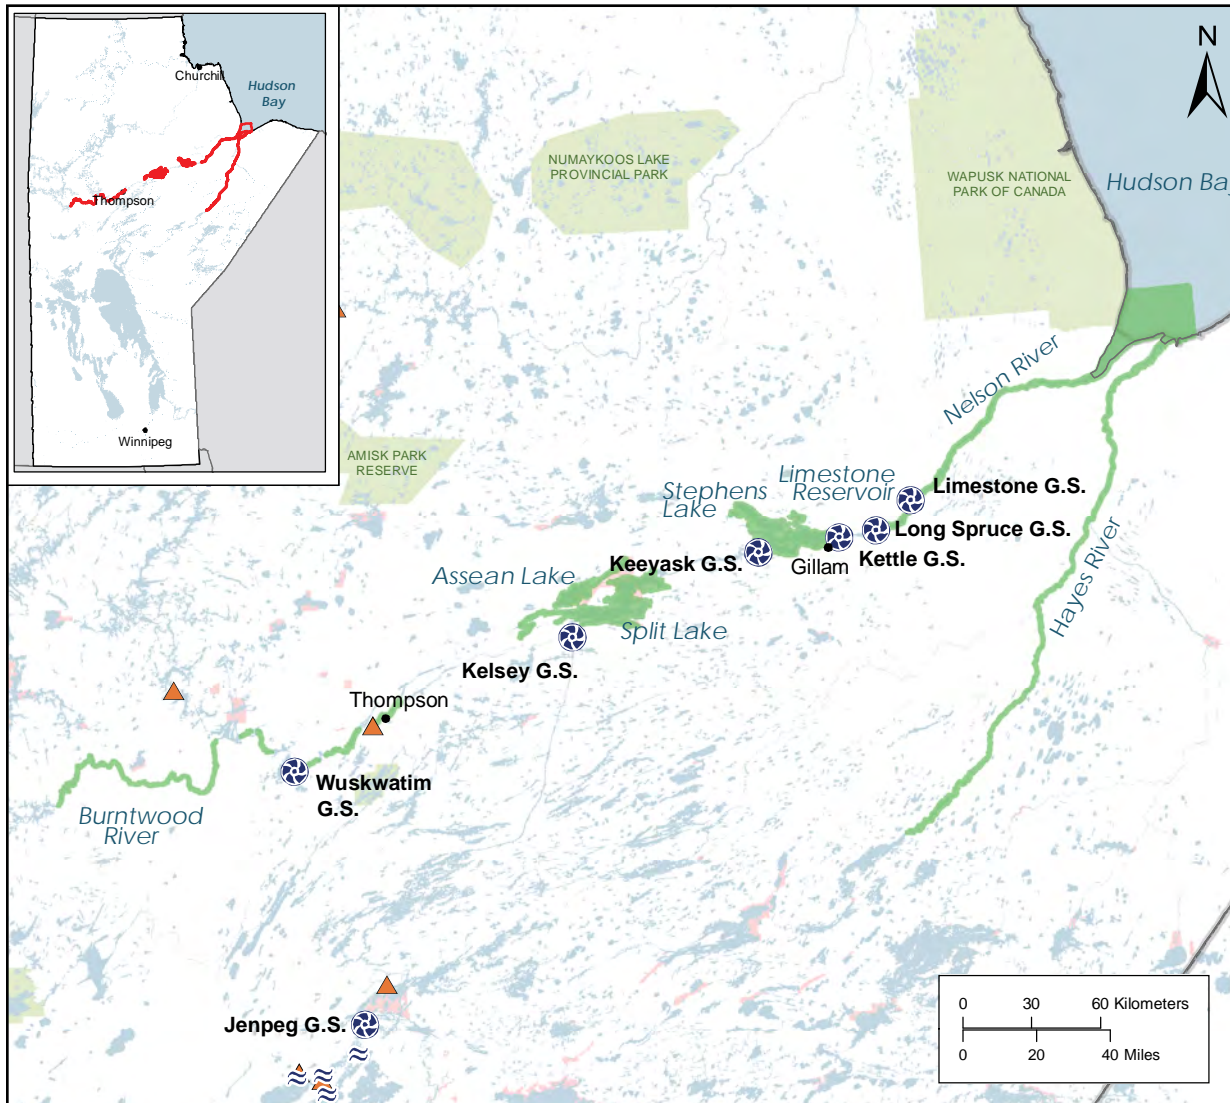 Churchill
Hudson
Bay
Thompson
Winnipeg
N
NUMAYKOOS LAKE
PROVINCIAL PARK
WAPUSK NATIONAL
PARK OF CANADA
Hudson Bay
Nelson River
AMISK PARK
RESERVE
Stephens
Lake
Limestone
Reservoir
Limestone G.S.
Long Spruce G.S.
Kettle G.S.
Keeyask G.S.
Gillam
Assean Lake
Split Lake
Hayes River
Kelsey G.S.
Thompson
Wuskwatim
G.S.
Burntwood
River
Jenpeg G.S.
0 30 60 Kilometers
0 20 40 Miles